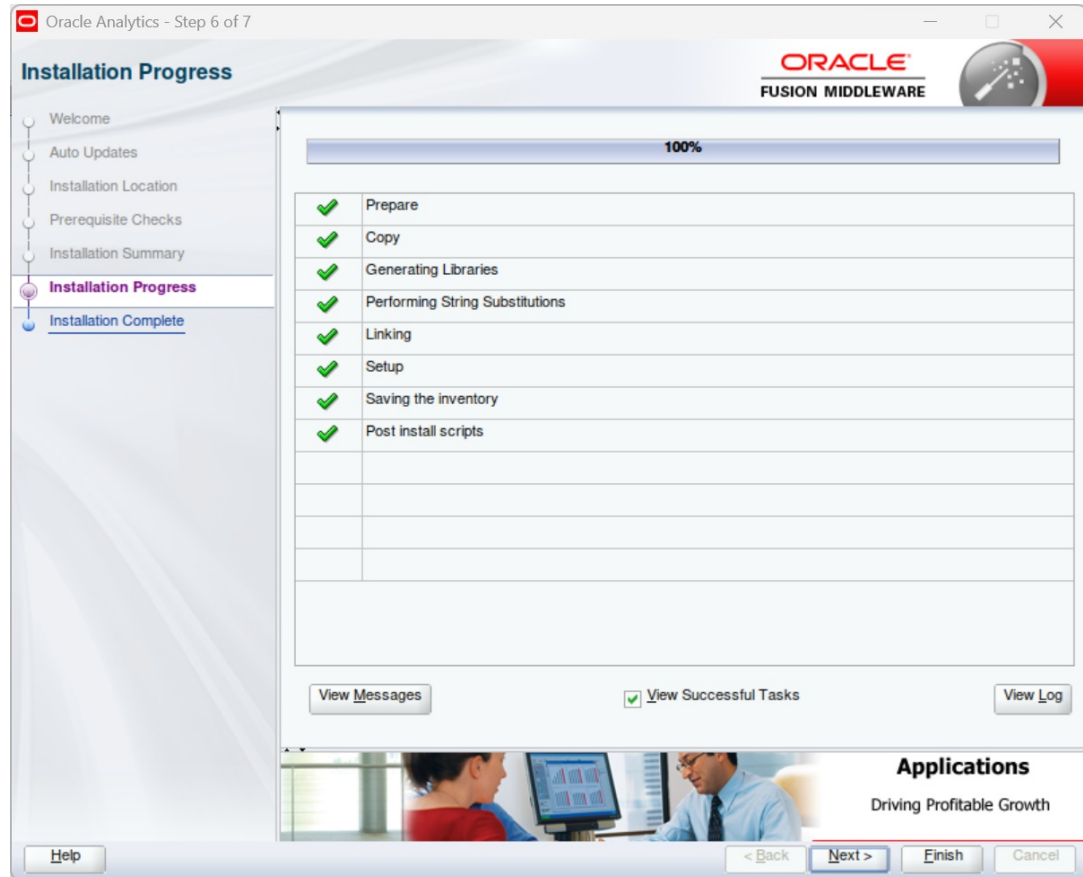 Oracle Analytics - Step 6 of 7
Installation Progress
ORACLE
FUSION MIDDLEWARE
Welcome
Auto Updates
Installation Location
Prerequisite Checks
Installation Summary
Installation Progress
Installation Complete
100%
Prepare
Copy
Generating Libraries
Performing String Substitutions
Linking
Setup
Saving the inventory
Post install scripts
View Messages
View Successful Tasks
View Log
Applications
Driving Profitable Growth
Help
< Back
Next >
Finish
Cancel